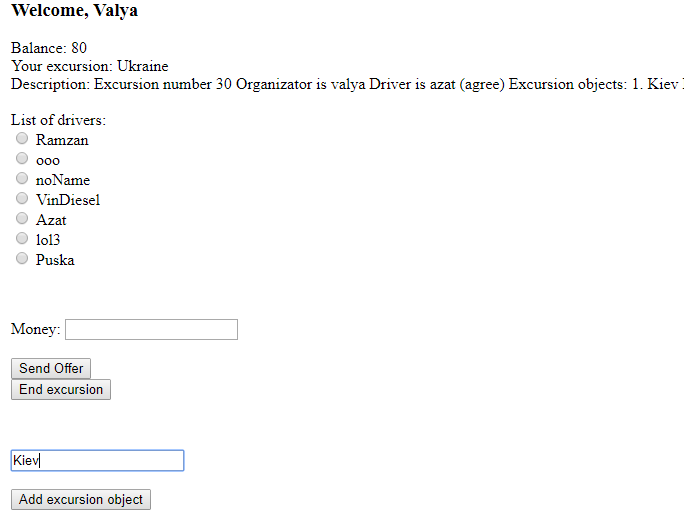 Welcome, Valya
Balance: 80
Your excursion: Ukraine
Description: Excursion number 30 Organizator is valya Driver is azat (agree) Excursion objects: 1. Kiev
List of drivers:
Ramzan
ooo
noName
VinDiesel
Azat
lol3
Puska
Money:
Send Offer
End excursion
Kiev
Add excursion object